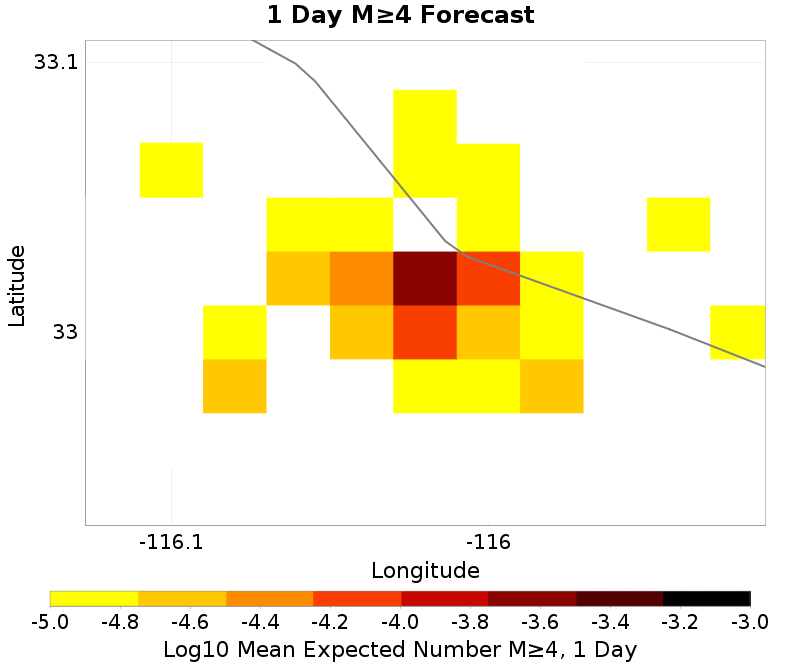 1 Day M≥4 Forecast
33.1
33
Latitude
-116.1 -116
Longitude
-5.0 -4.8 -4.6 -4.4 -4.2 -4.0 -3.8 -3.6 -3.4 -3.2 -3.0
Log10 Mean Expected Number M≥4, 1 Day